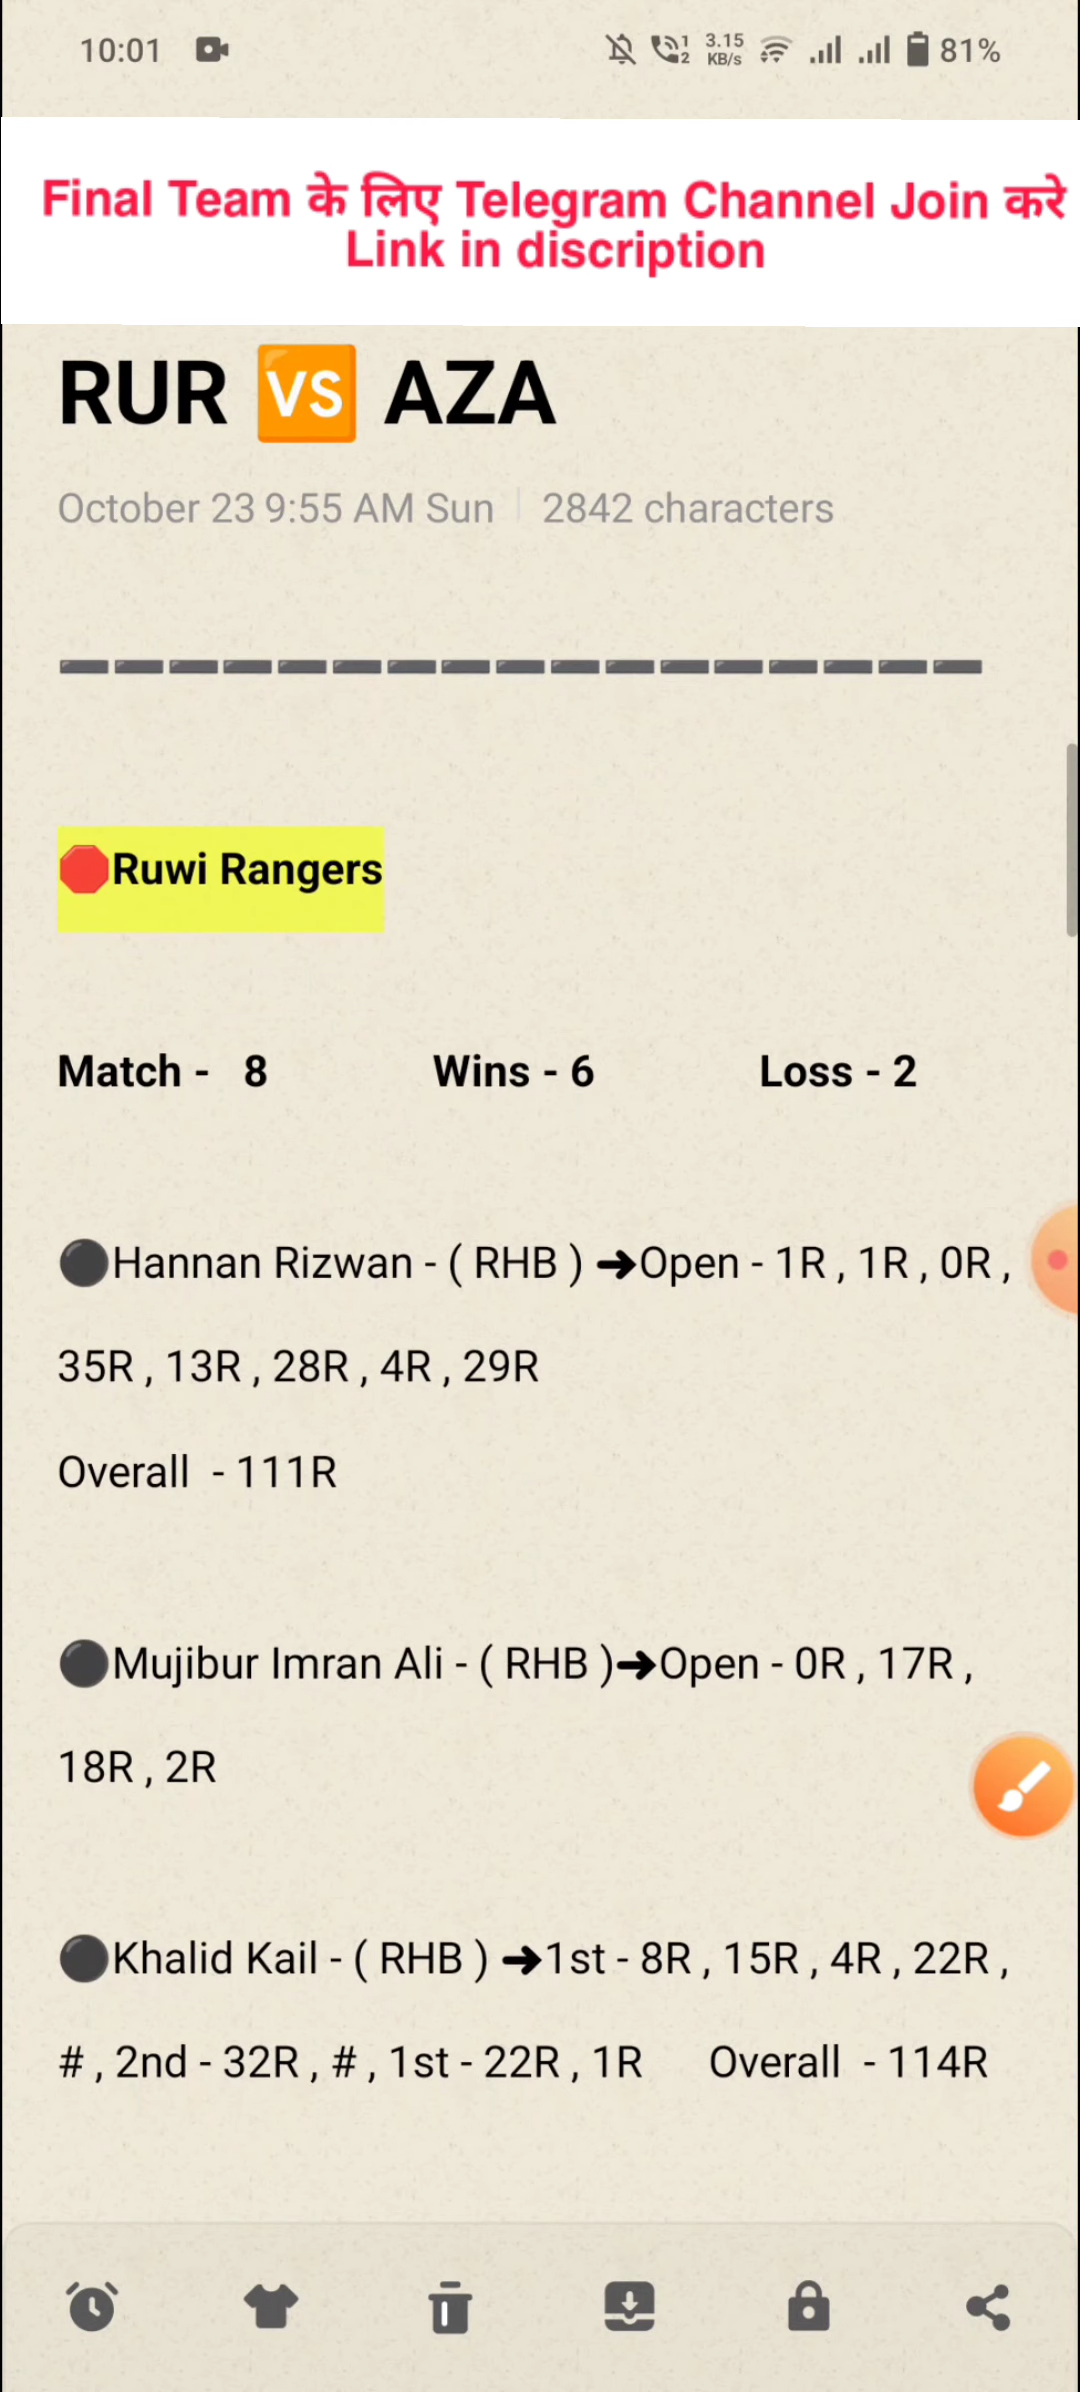 10:01 1 2 3.15 KB/s 81%
Final Team के लिए Telegram Channel Join करे
Link in discription
RUR 🆚 AZA
October 23 9:55 AM Sun | 2842 characters
➖➖➖➖➖➖➖➖➖➖➖➖➖➖➖➖➖
🛑Ruwi Rangers
Match - 8 Wins - 6 Loss - 2
⚫Hannan Rizwan - ( RHB ) ➔Open - 1R , 1R , 0R ,
35R , 13R , 28R , 4R , 29R
Overall - 111R
⚫Mujibur Imran Ali - ( RHB )➔Open - 0R , 17R ,
18R , 2R
⚫Khalid Kail - ( RHB ) ➔1st - 8R , 15R , 4R , 22R ,
# , 2nd - 32R , # , 1st - 22R , 1R Overall - 114R